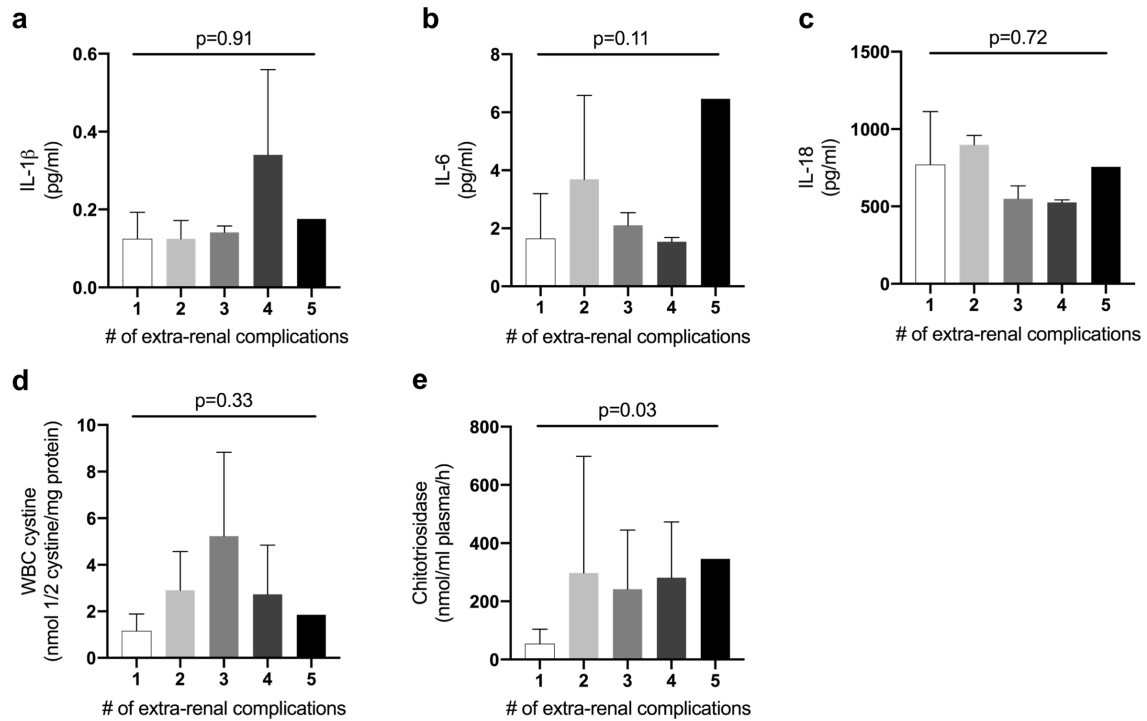 a
p=0.91
0.6
0.4
0.2
0.0
IL-1β
(pg/ml)
1 2 3 4 5
# of extra-renal complications
b
p=0.11
8
6
4
2
0
IL-6
(pg/ml)
1 2 3 4 5
# of extra-renal complications
c
p=0.72
1500
1000
500
0
IL-18
(pg/ml)
1 2 3 4 5
# of extra-renal complications
d
p=0.33
10
8
6
4
2
0
WBC cystine
(nmol 1/2 cystine/mg protein)
1 2 3 4 5
# of extra-renal complications
e
p=0.03
800
600
400
200
0
Chitotriosidase
(nmol/ml plasma/h)
1 2 3 4 5
# of extra-renal complications